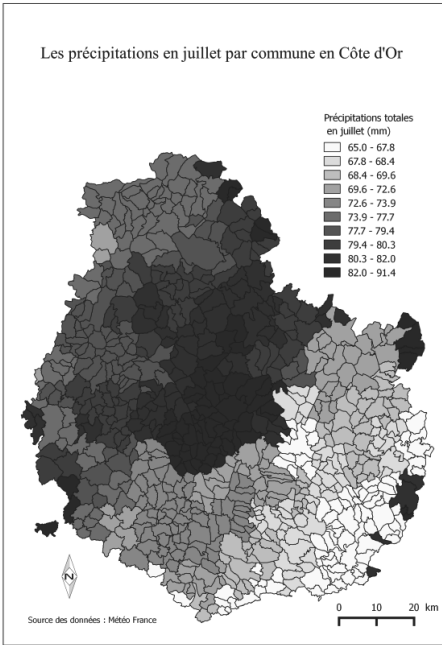 Les précipitations en juillet par commune en Côte d'Or
Précipitations totales
en juillet (mm)
65.0 - 67.8
67.8 - 68.4
68.4 - 69.6
69.6 - 72.6
72.6 - 73.9
73.9 - 77.7
77.7 - 79.4
79.4 - 80.3
80.3 - 82.0
82.0 - 91.4
N
Source des données : Météo France
0 10 20 km